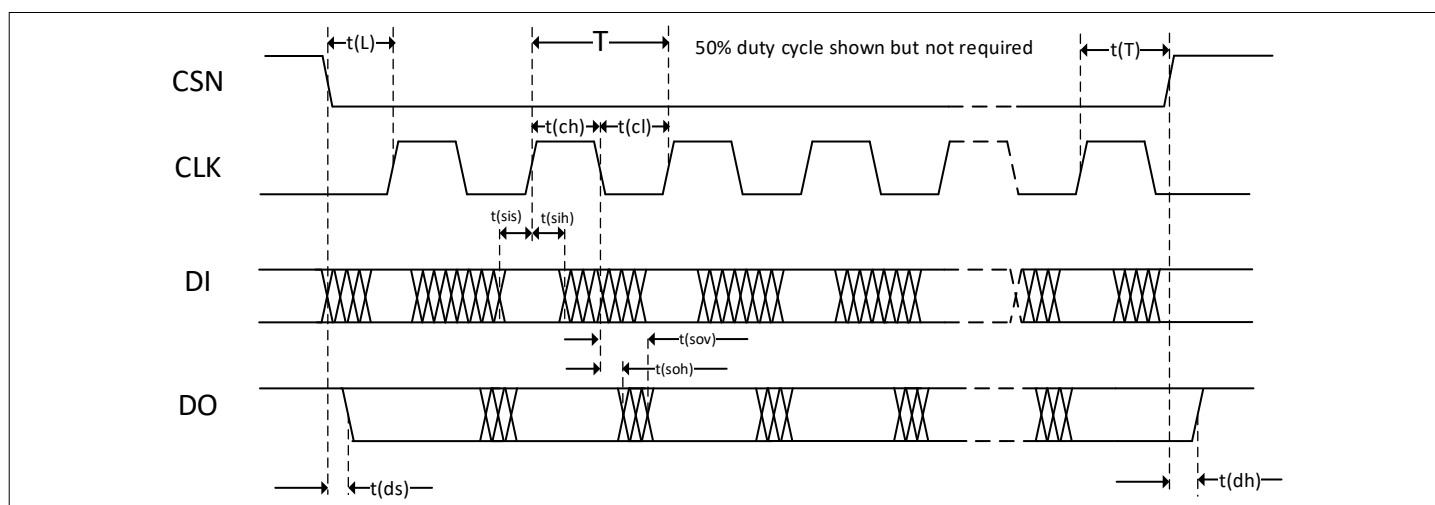 t(L)
T
50% duty cycle shown but not required
t(T)
CSN
t(ch)
t(cl)
CLK
t(sis)
t(sih)
DI
t(sov)
t(soh)
DO
t(ds)
t(dh)